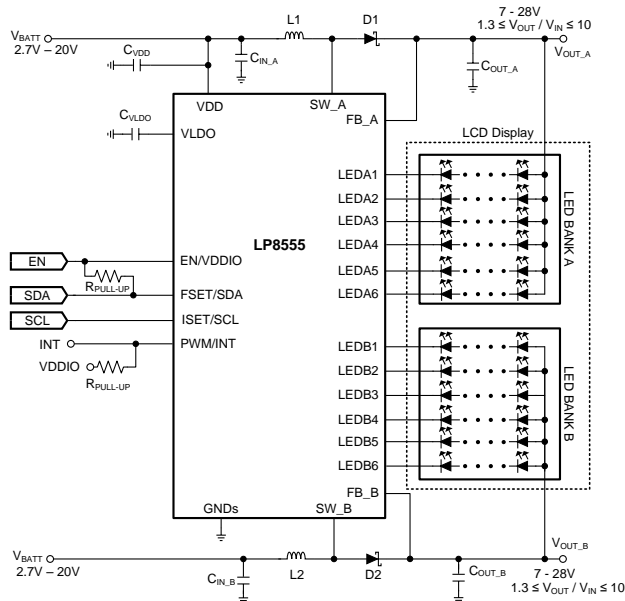 7 - 28V
1.3 ≤ VOUT / VIN ≤ 10
L1
D1
VBATT
2.7V – 20V
VOUT_A
CVDD
CIN_A
COUT_A
VDD
SW_A
FB_A
CVLDO
VLDO
LCD Display
LEDA1
LEDA2
LEDA3
LEDA4
LEDA5
LEDA6
LED BANK A
LP8555
EN
EN/VDDIO
RPULL-UP
SDA
FSET/SDA
SCL
ISET/SCL
INT
PWM/INT
VDDIO
RPULL-UP
LEDB1
LEDB2
LEDB3
LEDB4
LEDB5
LEDB6
LED BANK B
FB_B
GNDs
SW_B
VBATT
2.7V – 20V
CIN_B
L2
D2
COUT_B
VOUT_B
7 - 28V
1.3 ≤ VOUT / VIN ≤ 10